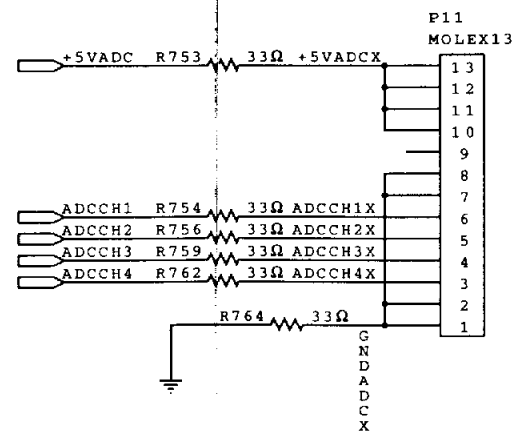 P11
MOLEX13
+5VADC R753 33Ω +5VADCX 13
12
11
10
9
8
7
ADCCH1 R754 33Ω ADCCH1X 6
ADCCH2 R756 33Ω ADCCH2X 5
ADCCH3 R759 33Ω ADCCH3X 4
ADCCH4 R762 33Ω ADCCH4X 3
2
R764 33Ω 1
GNDADCX